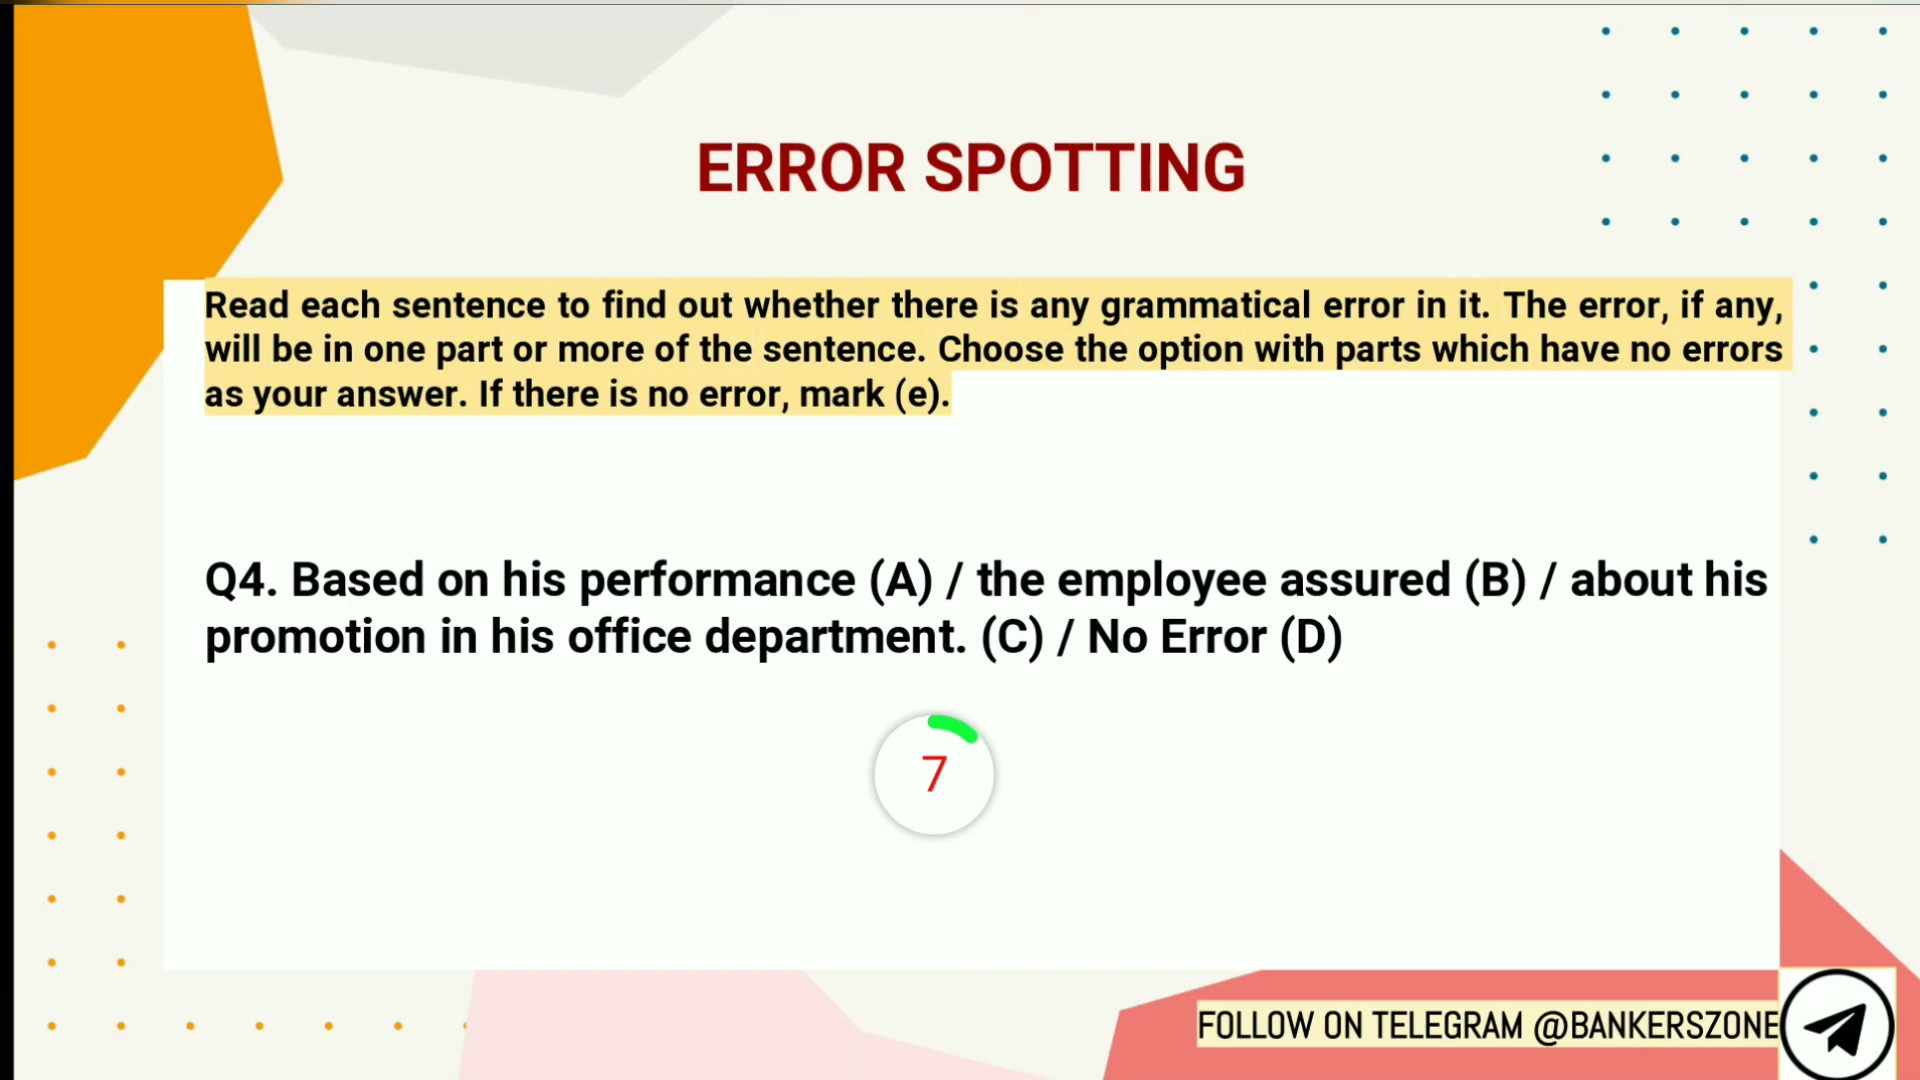 ERROR SPOTTING
Read each sentence to find out whether there is any grammatical error in it. The error, if any,
will be in one part or more of the sentence. Choose the option with parts which have no errors
as your answer. If there is no error, mark (e).
Q4. Based on his performance (A) / the employee assured (B) / about his
promotion in his office department. (C) / No Error (D)
7
FOLLOW ON TELEGRAM @BANKERSZONE